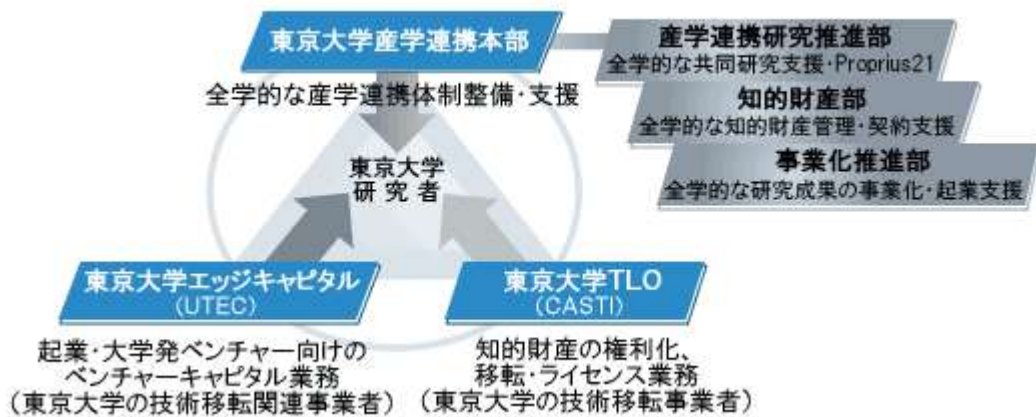 東京大学産学連携本部
全学的な産学連携体制整備・支援
産学連携研究推進部
全学的な共同研究支援・Proprius21
知的財産部
全学的な知的財産管理・契約支援
事業化推進部
全学的な研究成果の事業化・起業支援
東京大学
研究者
東京大学エッジキャピタル
(UTEC)
起業・大学発ベンチャー向けの
ベンチャーキャピタル業務
(東京大学の技術移転関連事業者)
東京大学TLO
(CASTI)
知的財産の権利化、
移転・ライセンス業務
(東京大学の技術移転事業者)